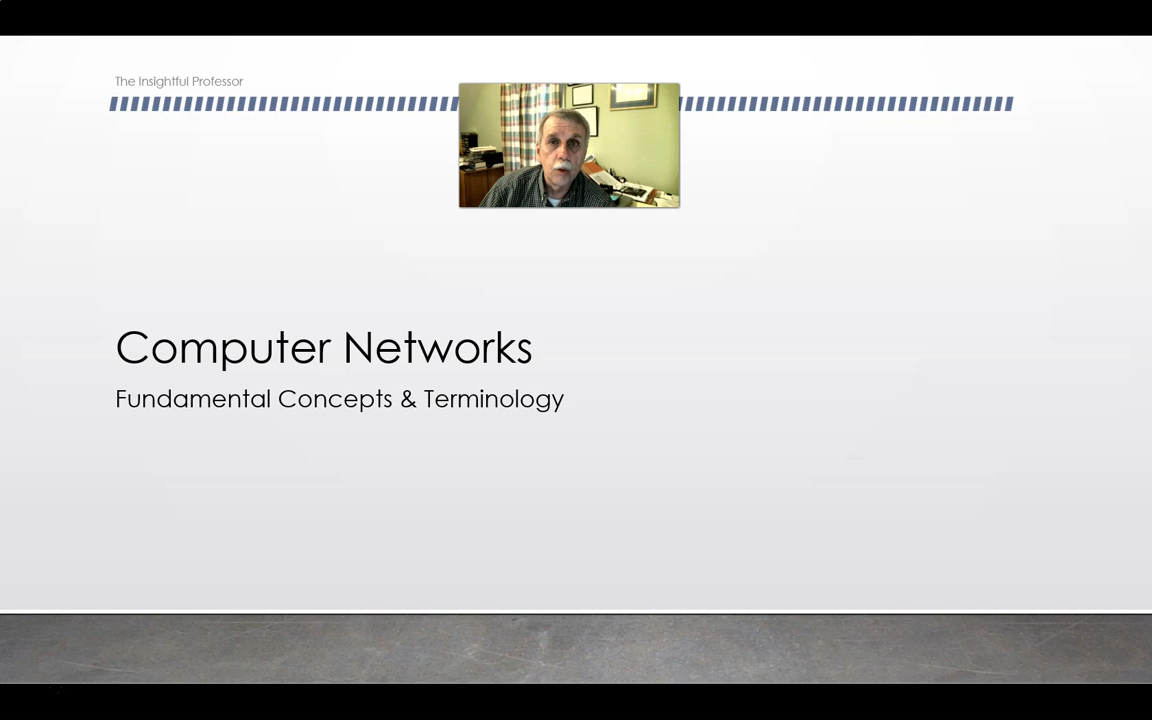 The Insightful Professor
Computer Networks
Fundamental Concepts & Terminology